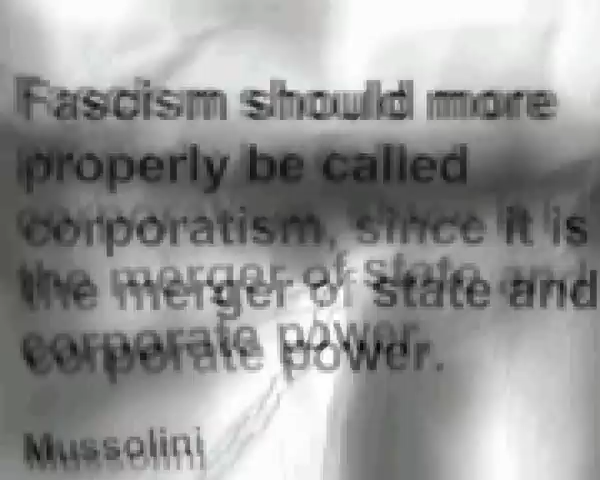 Fascism should more
properly be called
corporatism, since it is
the merger of state and
corporate power.
Mussolini